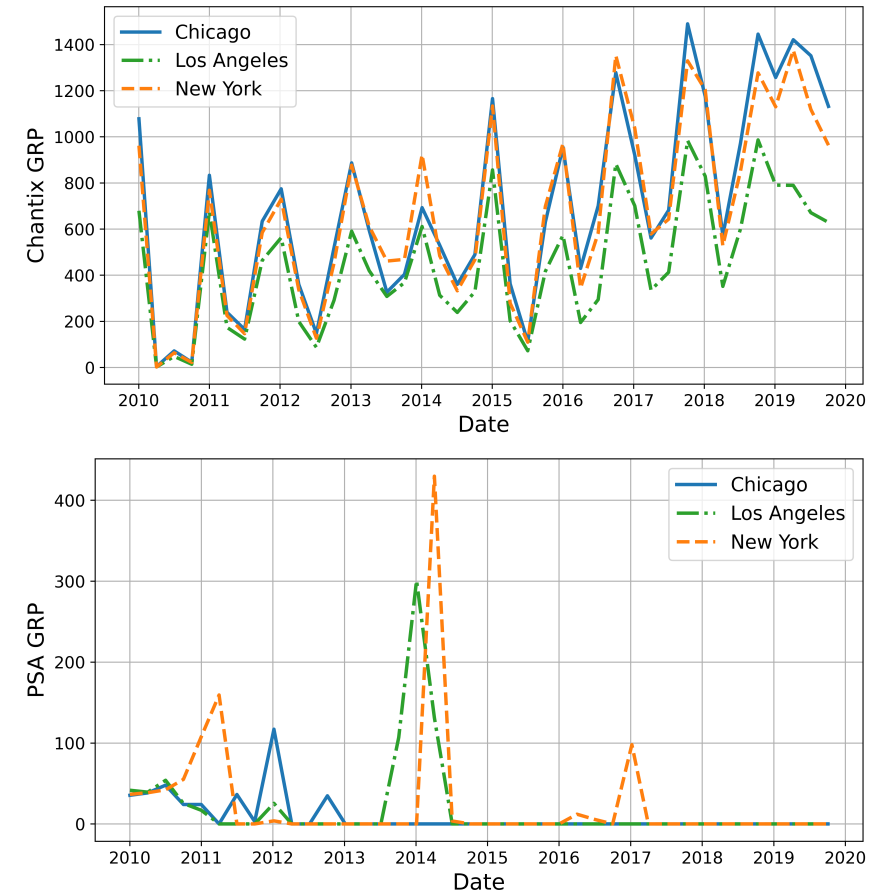 Chicago
Los Angeles
New York
1400
1200
1000
800
600
400
200
0
Chantix GRP
2010 2011 2012 2013 2014 2015 2016 2017 2018 2019 2020
Date
Chicago
Los Angeles
New York
400
300
200
100
0
PSA GRP
2010 2011 2012 2013 2014 2015 2016 2017 2018 2019 2020
Date